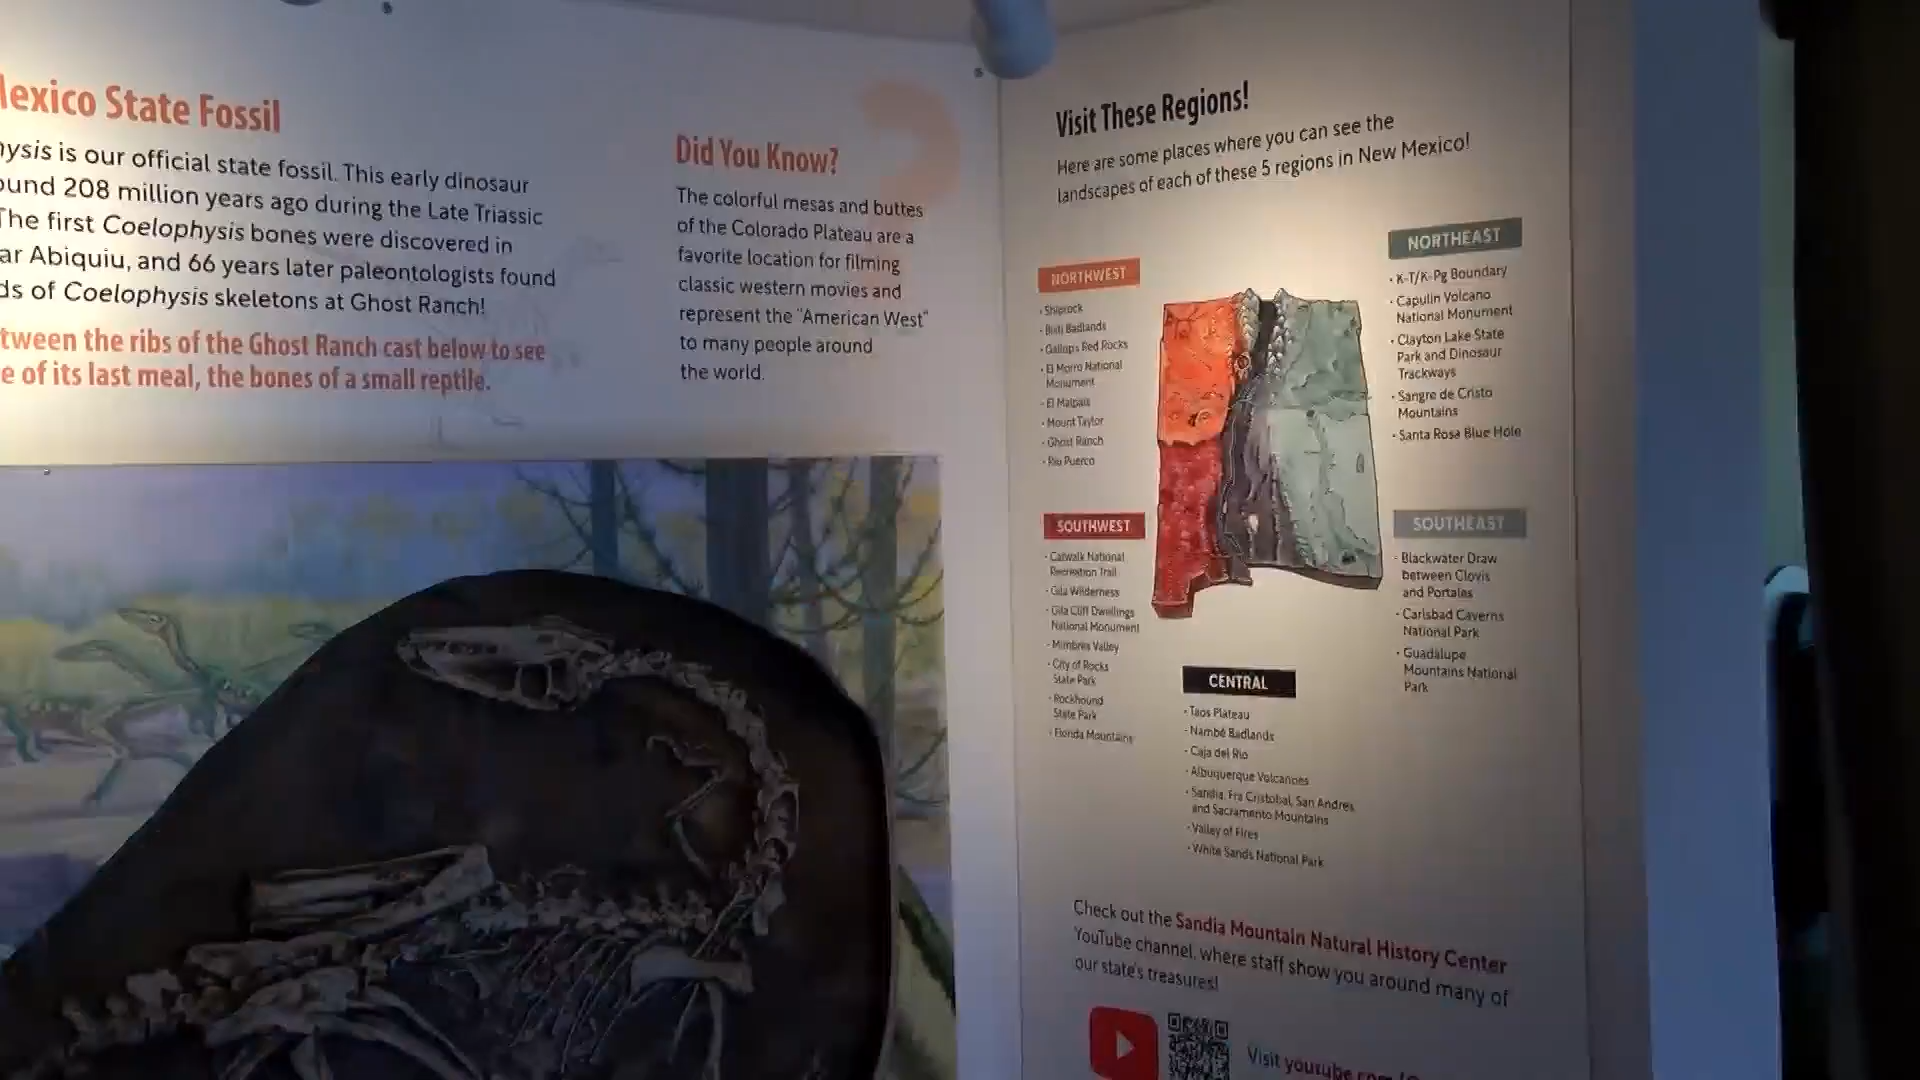 Mexico State Fossil
is our official state fossil. This early dinosaur
208 million years ago during the Late Triassic
The first Coelophysis bones were discovered in
Abiquiu, and 66 years later paleontologists found
of Coelophysis skeletons at Ghost Ranch!
the ribs of the Ghost Ranch cast below to see
of its last meal, the bones of a small reptile.
Did You Know?
The colorful mesas and buttes
of the Colorado Plateau are a
favorite location for filming
classic western movies and
represent the "American West"
to many people around
the world.
Visit These Regions!
Here are some places where you can see the
landscapes of each of these 5 regions in New Mexico!
NORTHWEST
• Shiprock
• Bisti Badlands
• Gallup's Red Rocks
• El Morro National
Monument
• El Malpais
• Mount Taylor
• Ghost Ranch
• Rio Puerco
NORTHEAST
• K-T/K-Pg Boundary
• Capulin Volcano
National Monument
• Clayton Lake State
Park and Dinosaur
Trackways
• Sangre de Cristo
Mountains
• Santa Rosa Blue Hole
SOUTHWEST
• Catwalk National
Recreation Trail
• Gila Wilderness
• Gila Cliff Dwellings
National Monument
• Mimbres Valley
• City of Rocks
State Park
• Rockhound
State Park
• Florida Mountains
SOUTHEAST
• Blackwater Draw
between Clovis
and Portales
• Carlsbad Caverns
National Park
• Guadalupe
Mountains National
Park
CENTRAL
• Taos Plateau
• Nambé Badlands
• Caja del Rio
• Albuquerque Volcanoes
• Sandia, Fra Cristobal, San Andres
and Sacramento Mountains
• Valley of Fires
• White Sands National Park
Check out the Sandia Mountain Natural History Center
YouTube channel, where staff show you around many of
our state's treasures!
Visit youtube.com